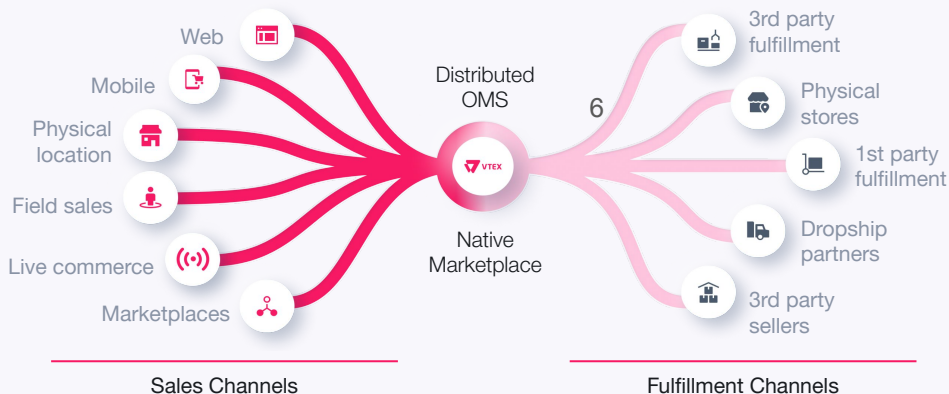 Web
Mobile
Physical
location
Field sales
Live commerce
Marketplaces
Sales Channels
Distributed
OMS
VTEX
Native
Marketplace
6
3rd party
fulfillment
Physical
stores
1st party
fulfillment
Dropship
partners
3rd party
sellers
Fulfillment Channels